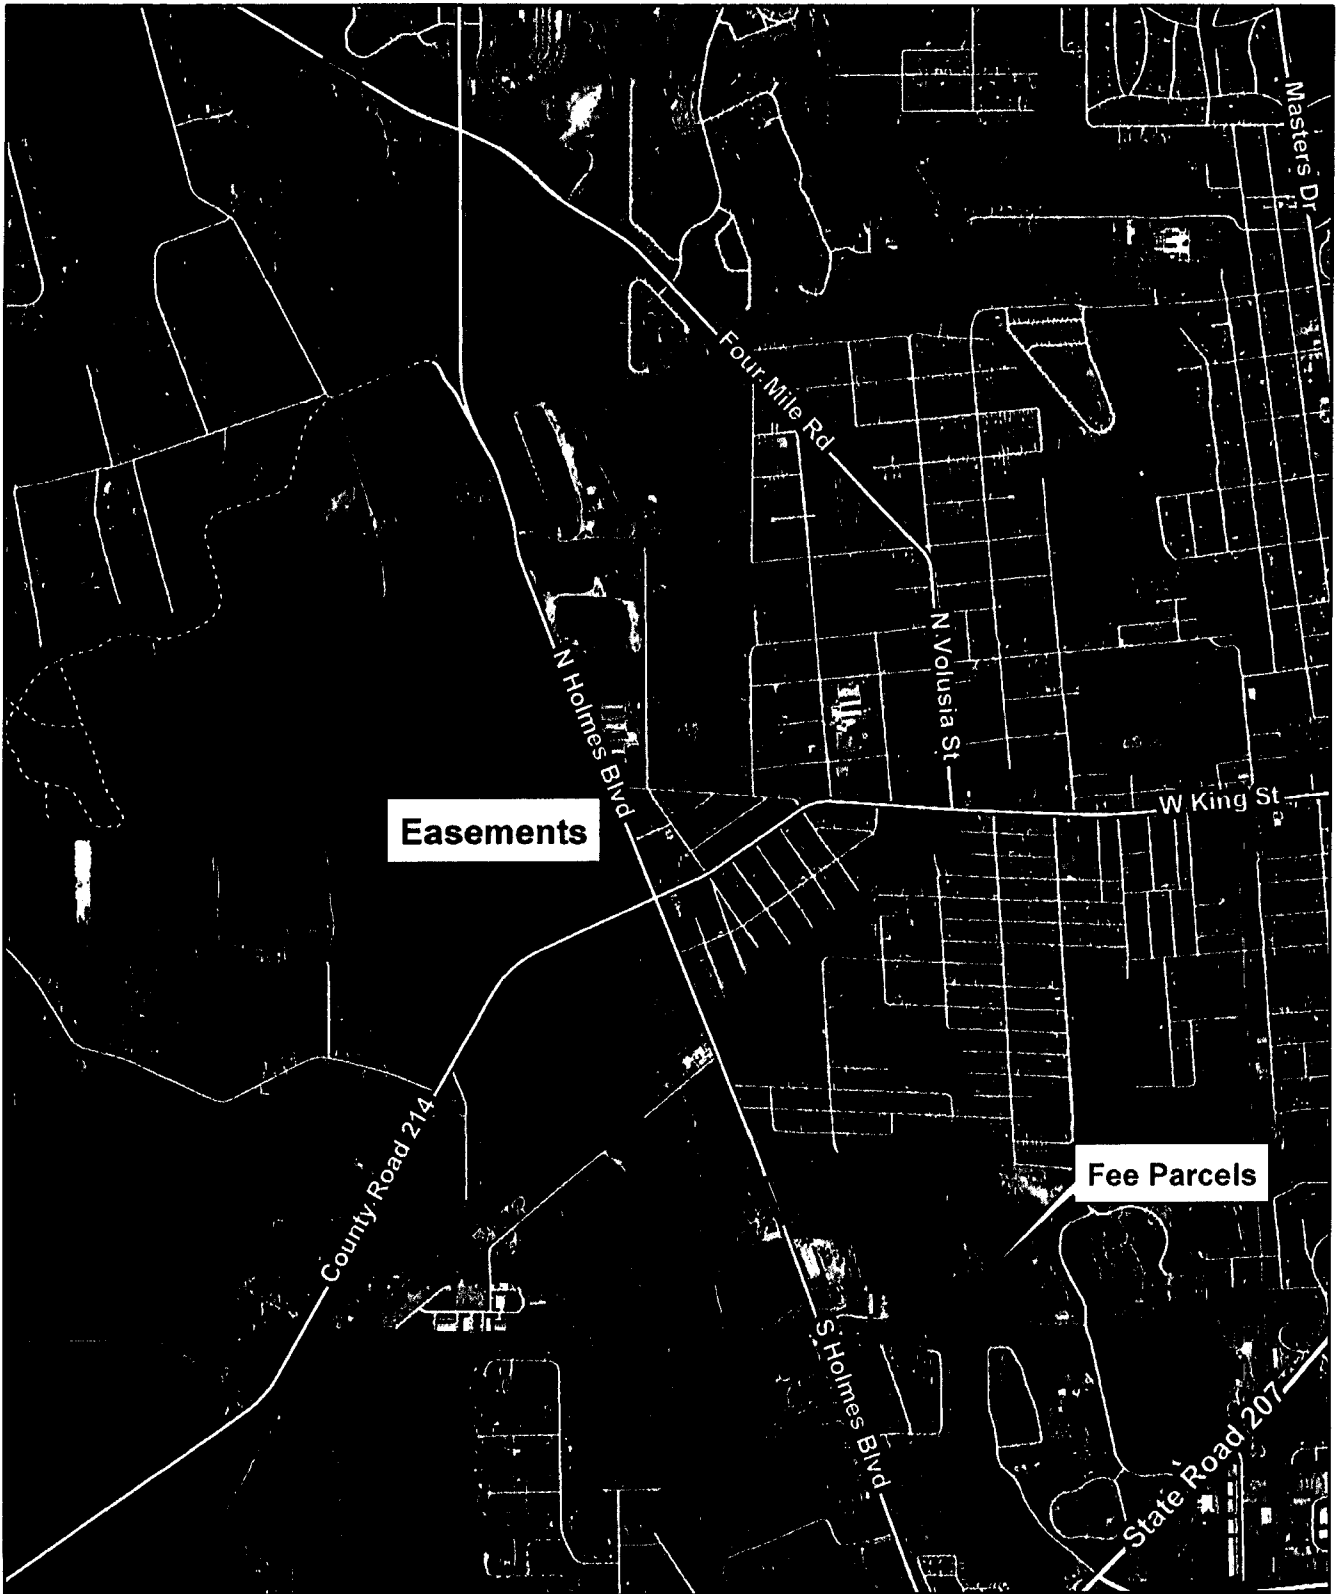 Masters Dr
Four Mile Rd
N Volusia St
N Holmes Blvd
W King St
Easements
County Road 214
Fee Parcels
S Holmes Blvd
State Road 207